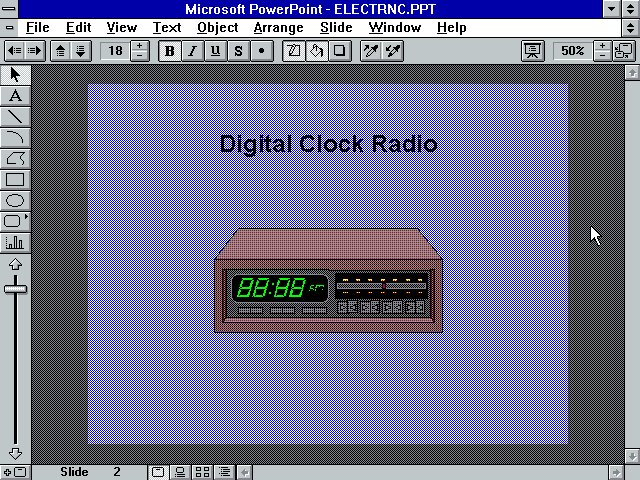 Microsoft PowerPoint - ELECTRNC.PPT
File Edit View Text Object Arrange Slide Window Help
18 B I U S 50%
A
Digital Clock Radio
88:88
Slide 2